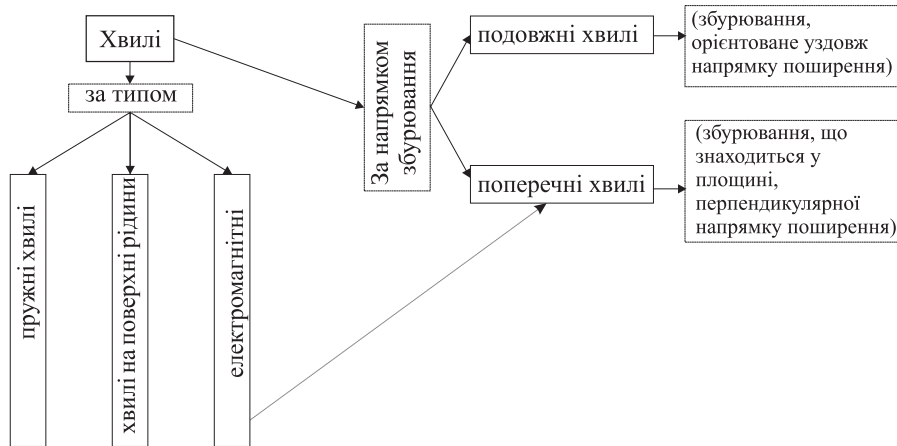 Хвилі
за типом
пружні хвилі
хвилі на поверхні рідини
електромагнітні
За напрямком
збурювання
подовжні хвилі
(збурювання,
орієнтоване уздовж
напрямку поширення)
поперечні хвилі
(збурювання, що
знаходиться у
площині,
перпендикулярної
напрямку поширення)